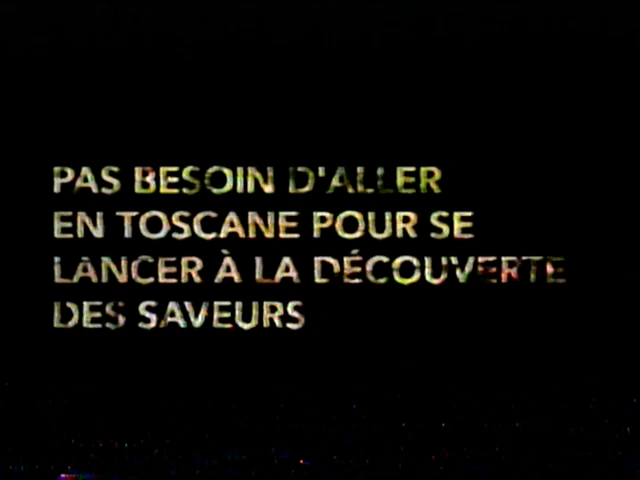 PAS BESOIN D'ALLER
EN TOSCANE POUR SE
LANCER À LA DÉCOUVERTE
DES SAVEURS